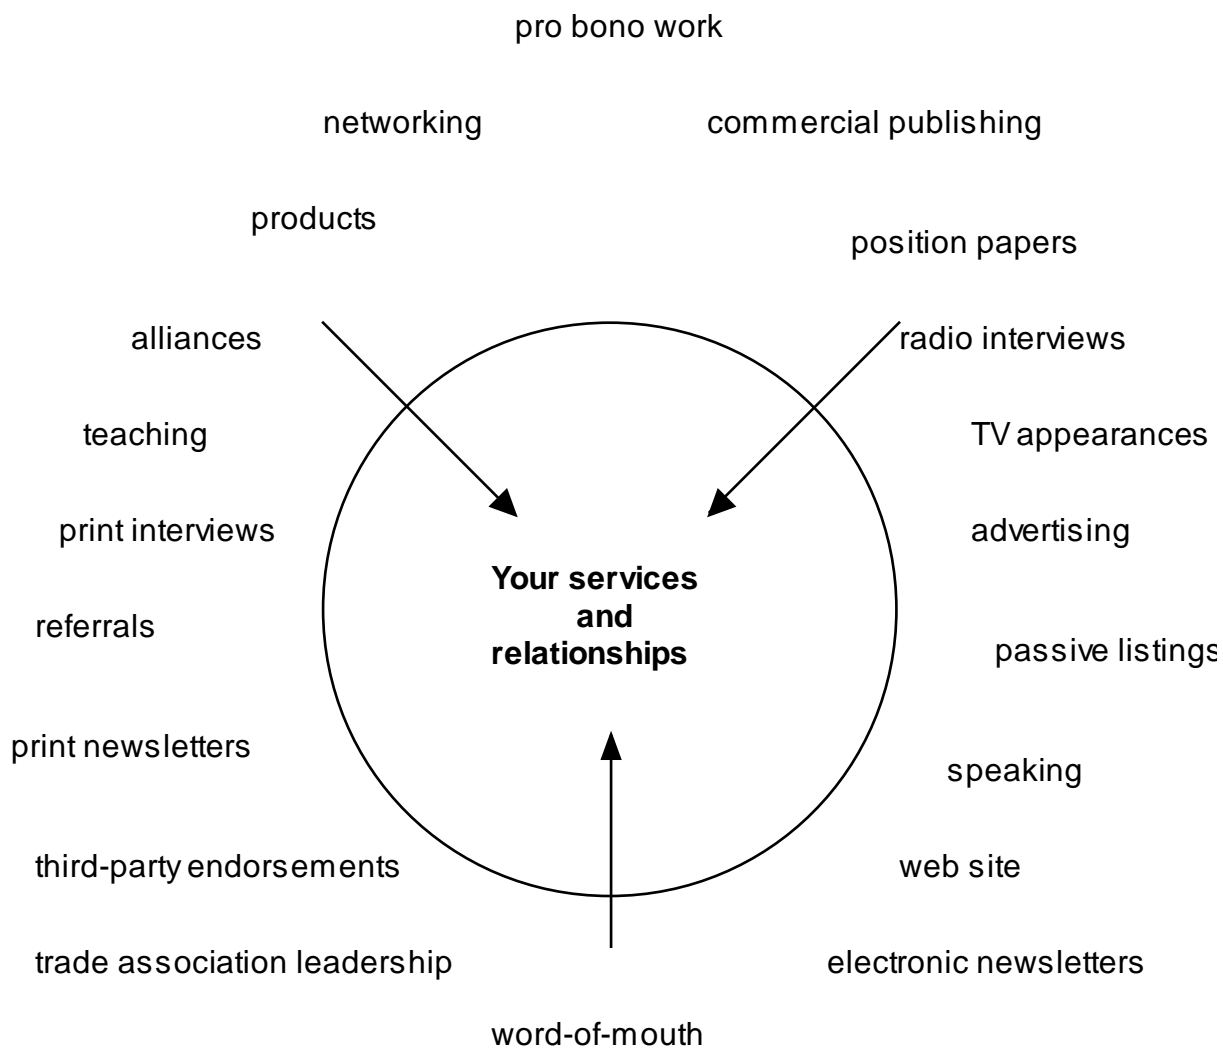 pro bono work
networking
commercial publishing
products
position papers
alliances
radio interviews
teaching
TV appearances
print interviews
advertising
Your services
and
relationships
referrals
passive listings
print newsletters
speaking
third-party endorsements
web site
trade association leadership
electronic newsletters
word-of-mouth